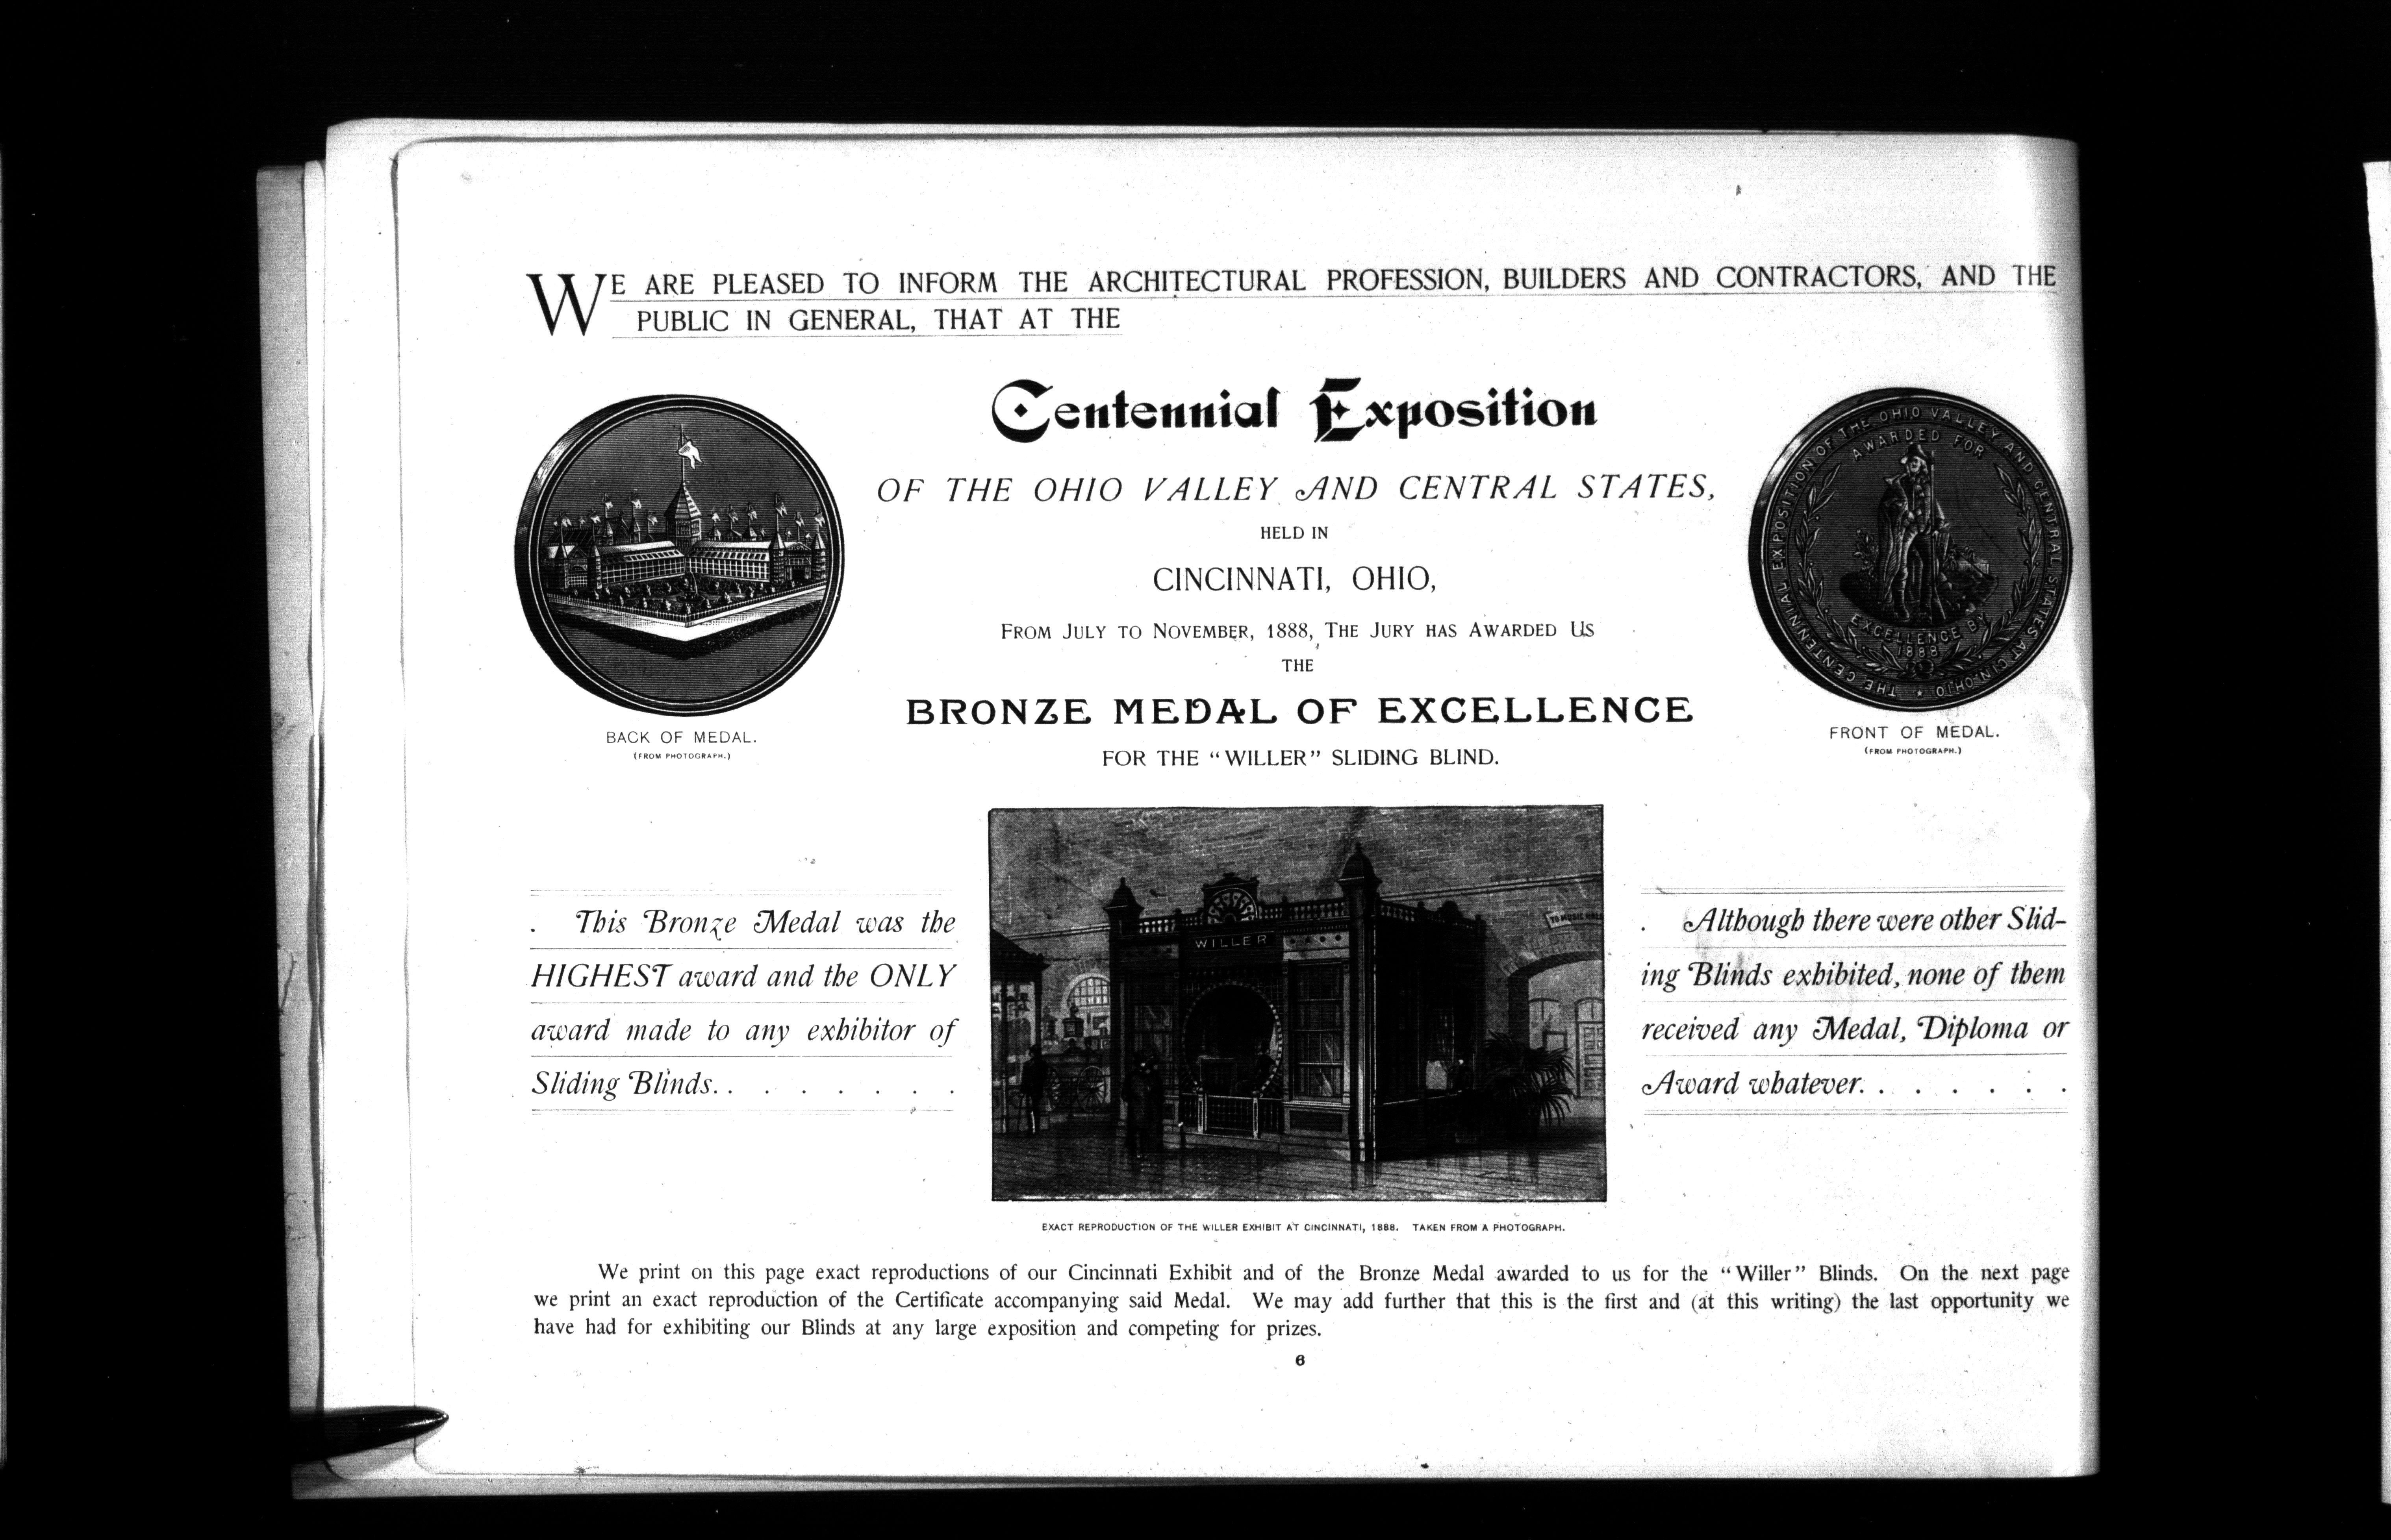 WE ARE PLEASED TO INFORM THE ARCHITECTURAL PROFESSION, BUILDERS AND CONTRACTORS, AND THE
PUBLIC IN GENERAL, THAT AT THE
Centennial Exposition
OF THE OHIO VALLEY AND CENTRAL STATES,
HELD IN
CINCINNATI, OHIO,
FROM JULY TO NOVEMBER, 1888, THE JURY HAS AWARDED US
THE
BRONZE MEDAL OF EXCELLENCE
FOR THE "WILLER" SLIDING BLIND.
BACK OF MEDAL.
(FROM PHOTOGRAPH.)
THE CENTENNIAL EXPOSITION OF THE OHIO VALLEY AND CENTRAL STATES AT CIN. OHIO
AWARDED FOR
EXCELLENCE BY
1888
FRONT OF MEDAL.
(FROM PHOTOGRAPH.)
. This Bronze Medal was the
HIGHEST award and the ONLY
award made to any exhibitor of
Sliding Blinds. . . . . . . .
WILLER
TO MUSIC HALL
. Although there were other Slid-
ing Blinds exhibited, none of them
received any Medal, Diploma or
Award whatever. . . . . . .
EXACT REPRODUCTION OF THE WILLER EXHIBIT AT CINCINNATI, 1888. TAKEN FROM A PHOTOGRAPH.
We print on this page exact reproductions of our Cincinnati Exhibit and of the Bronze Medal awarded to us for the "Willer" Blinds. On the next page
we print an exact reproduction of the Certificate accompanying said Medal. We may add further that this is the first and (at this writing) the last opportunity we
have had for exhibiting our Blinds at any large exposition and competing for prizes.
6